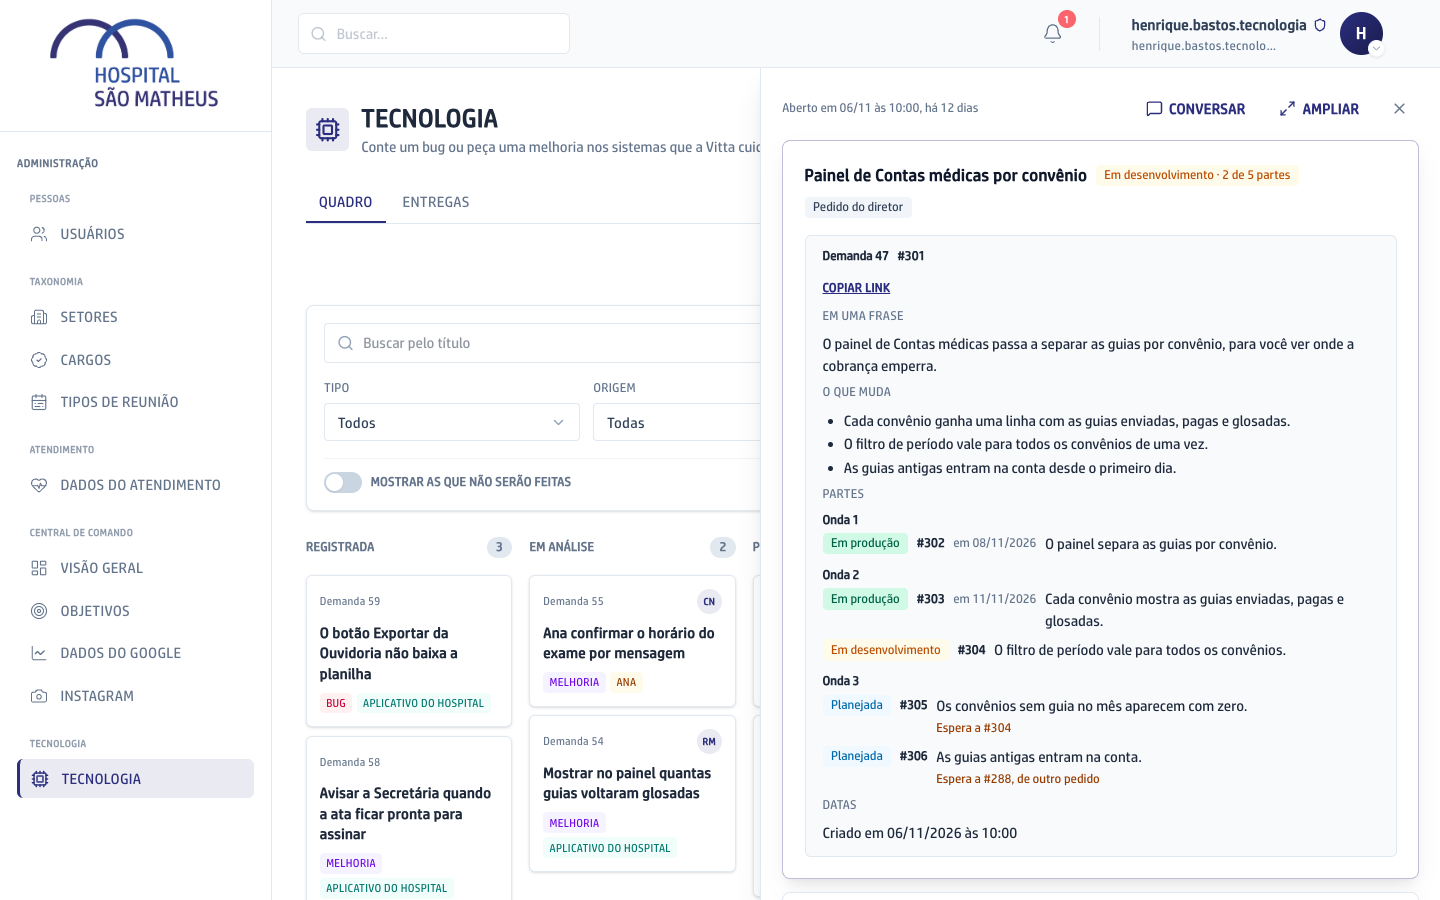 HOSPITAL
SÃO MATHEUS
ADMINISTRAÇÃO
PESSOAS
USUÁRIOS
TAXONOMIA
SETORES
CARGOS
TIPOS DE REUNIÃO
ATENDIMENTO
DADOS DO ATENDIMENTO
CENTRAL DE COMANDO
VISÃO GERAL
OBJETIVOS
DADOS DO GOOGLE
INSTAGRAM
TECNOLOGIA
TECNOLOGIA
Buscar...
1
henrique.bastos.tecnologia
henrique.bastos.tecnolo...
H
TECNOLOGIA
Conte um bug ou peça uma melhoria nos sistemas que a Vitta
QUADRO
ENTREGAS
Buscar pelo título
TIPO
ORIGEM
Todos
Todas
MOSTRAR AS QUE NÃO SERÃO FEITAS
REGISTRADA 3
Demanda 59
O botão Exportar da
Ouvidoria não baixa a
planilha
BUG APLICATIVO DO HOSPITAL
Demanda 58
Avisar a Secretária quando
a ata ficar pronta para
assinar
MELHORIA
APLICATIVO DO HOSPITAL
EM ANÁLISE 2
Demanda 55 CN
Ana confirmar o horário do
exame por mensagem
MELHORIA ANA
Demanda 54 RM
Mostrar no painel quantas
guias voltaram glosadas
MELHORIA
APLICATIVO DO HOSPITAL
Aberto em 06/11 às 10:00, há 12 dias
CONVERSAR
AMPLIAR
Painel de Contas médicas por convênio Em desenvolvimento · 2 de 5 partes
Pedido do diretor
Demanda 47 #301
COPIAR LINK
EM UMA FRASE
O painel de Contas médicas passa a separar as guias por convênio, para você ver onde a
cobrança emperra.
O QUE MUDA
• Cada convênio ganha uma linha com as guias enviadas, pagas e glosadas.
• O filtro de período vale para todos os convênios de uma vez.
• As guias antigas entram na conta desde o primeiro dia.
PARTES
Onda 1
Em produção #302 em 08/11/2026 O painel separa as guias por convênio.
Onda 2
Em produção #303 em 11/11/2026 Cada convênio mostra as guias enviadas, pagas e
glosadas.
Em desenvolvimento #304 O filtro de período vale para todos os convênios.
Onda 3
Planejada #305 Os convênios sem guia no mês aparecem com zero.
Espera a #304
Planejada #306 As guias antigas entram na conta.
Espera a #288, de outro pedido
DATAS
Criado em 06/11/2026 às 10:00